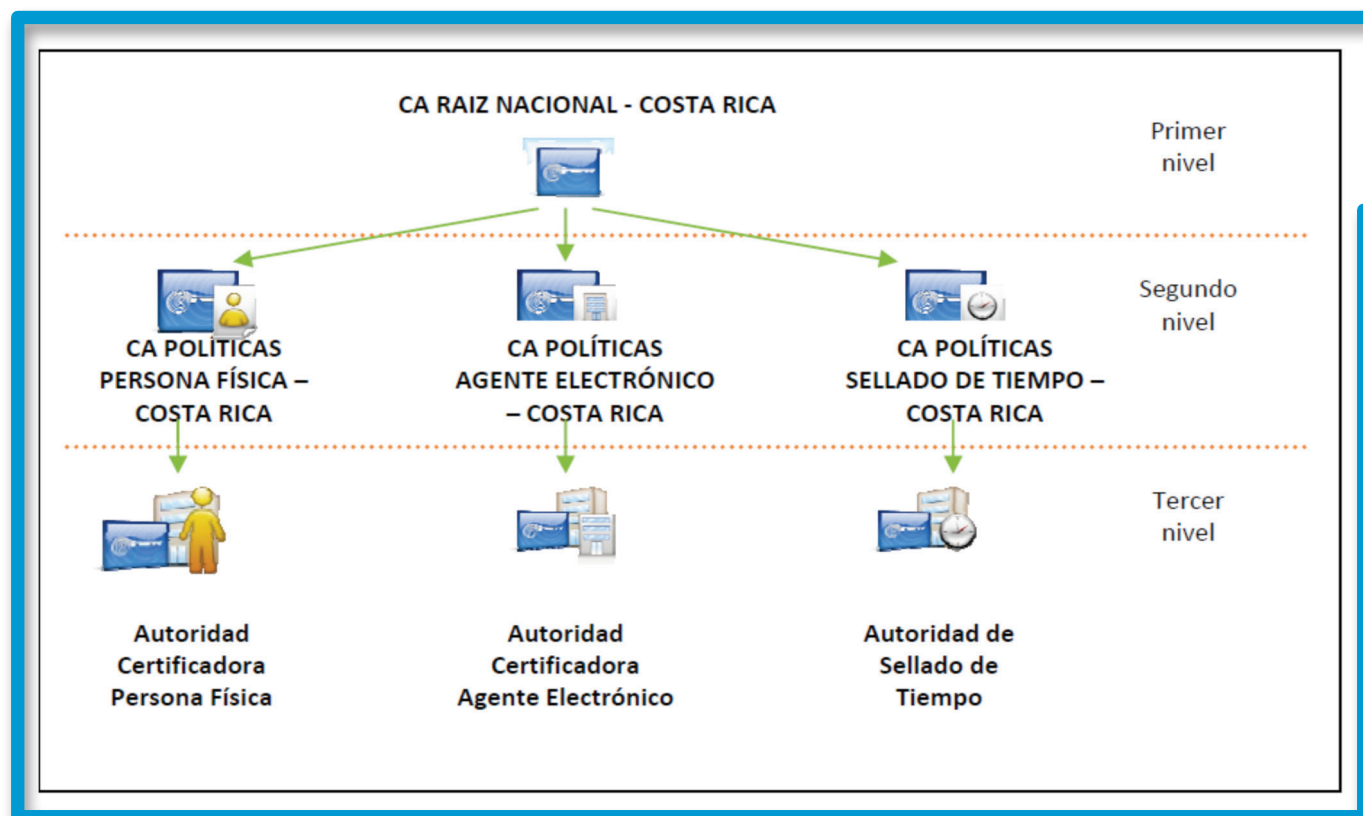 CA RAIZ NACIONAL - COSTA RICA
Primer
nivel
CA POLÍTICAS
PERSONA FÍSICA –
COSTA RICA
CA POLÍTICAS
AGENTE ELECTRÓNICO
– COSTA RICA
CA POLÍTICAS
SELLADO DE TIEMPO –
COSTA RICA
Segundo
nivel
Autoridad
Certificadora
Persona Física
Autoridad
Certificadora
Agente Electrónico
Autoridad de
Sellado de
Tiempo
Tercer
nivel